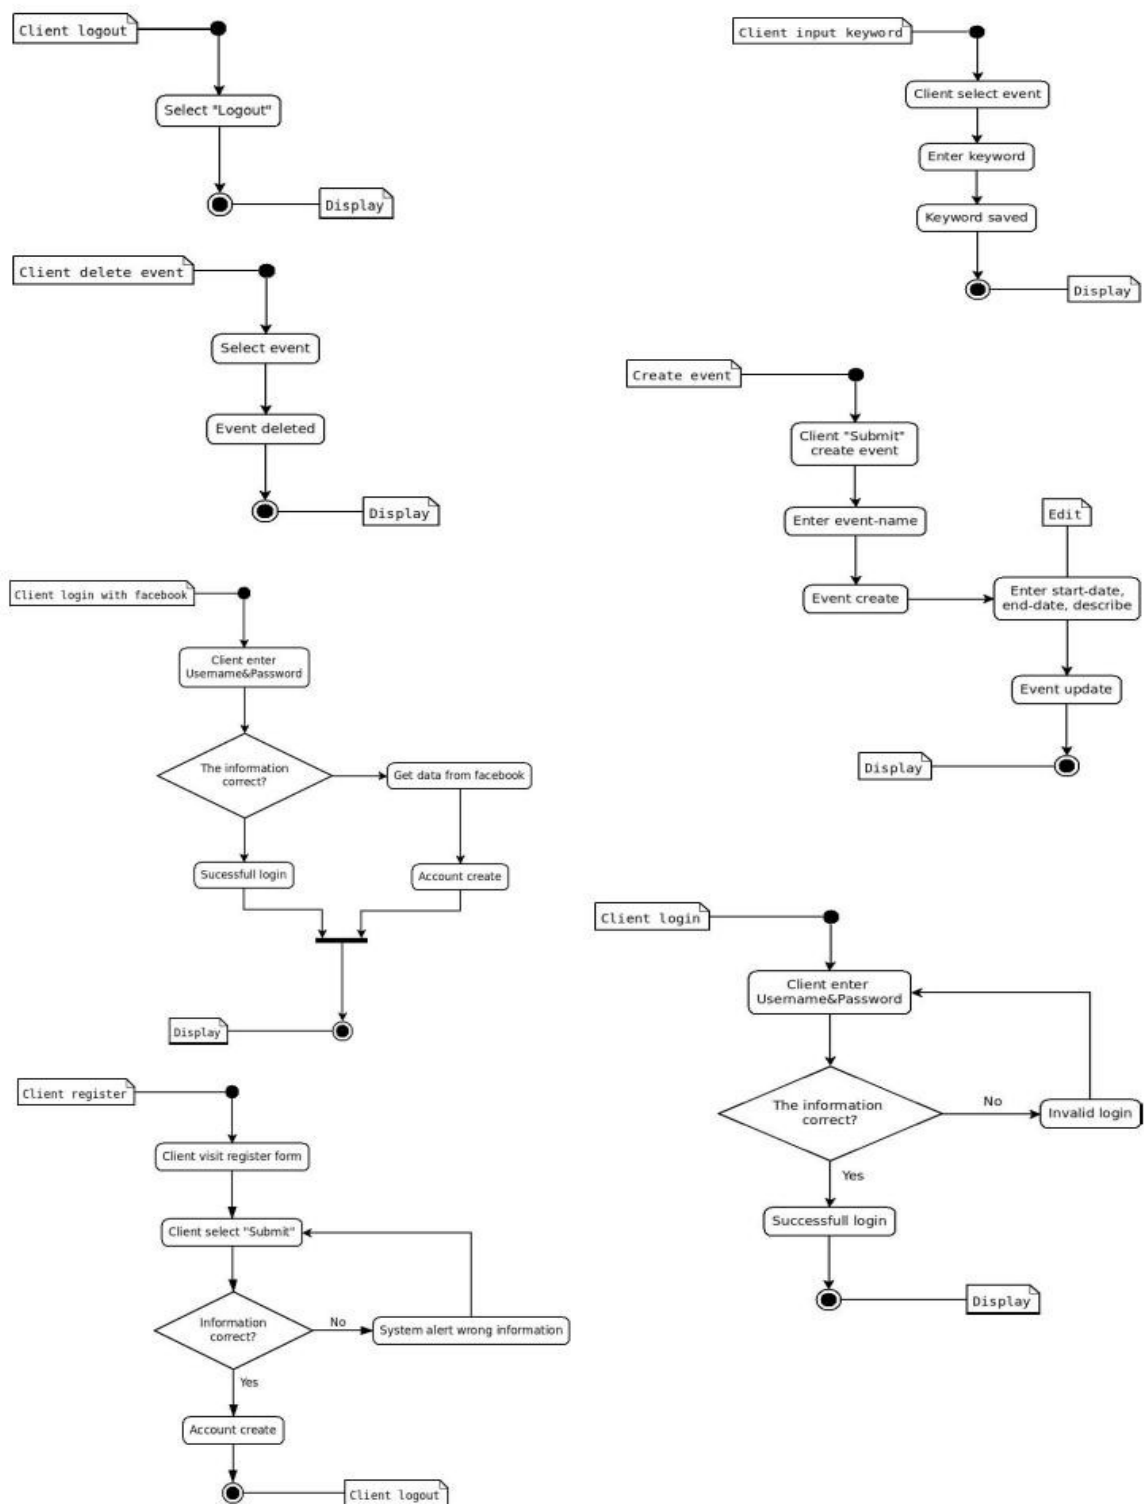 Client logout
Select "Logout"
Display
Client delete event
Select event
Event deleted
Display
Client login with facebook
Client enter
Username&Password
The information
correct?
Get data from facebook
Sucessfull login
Account create
Display
Client register
Client visit register form
Client select "Submit"
Information
correct?
No
System alert wrong information
Yes
Account create
Client logout
Client input keyword
Client select event
Enter keyword
Keyword saved
Display
Create event
Client "Submit"
create event
Enter event-name
Edit
Event create
Enter start-date,
end-date, describe
Event update
Display
Client login
Client enter
Username&Password
The information
correct?
No
Invalid login
Yes
Successfull login
Display